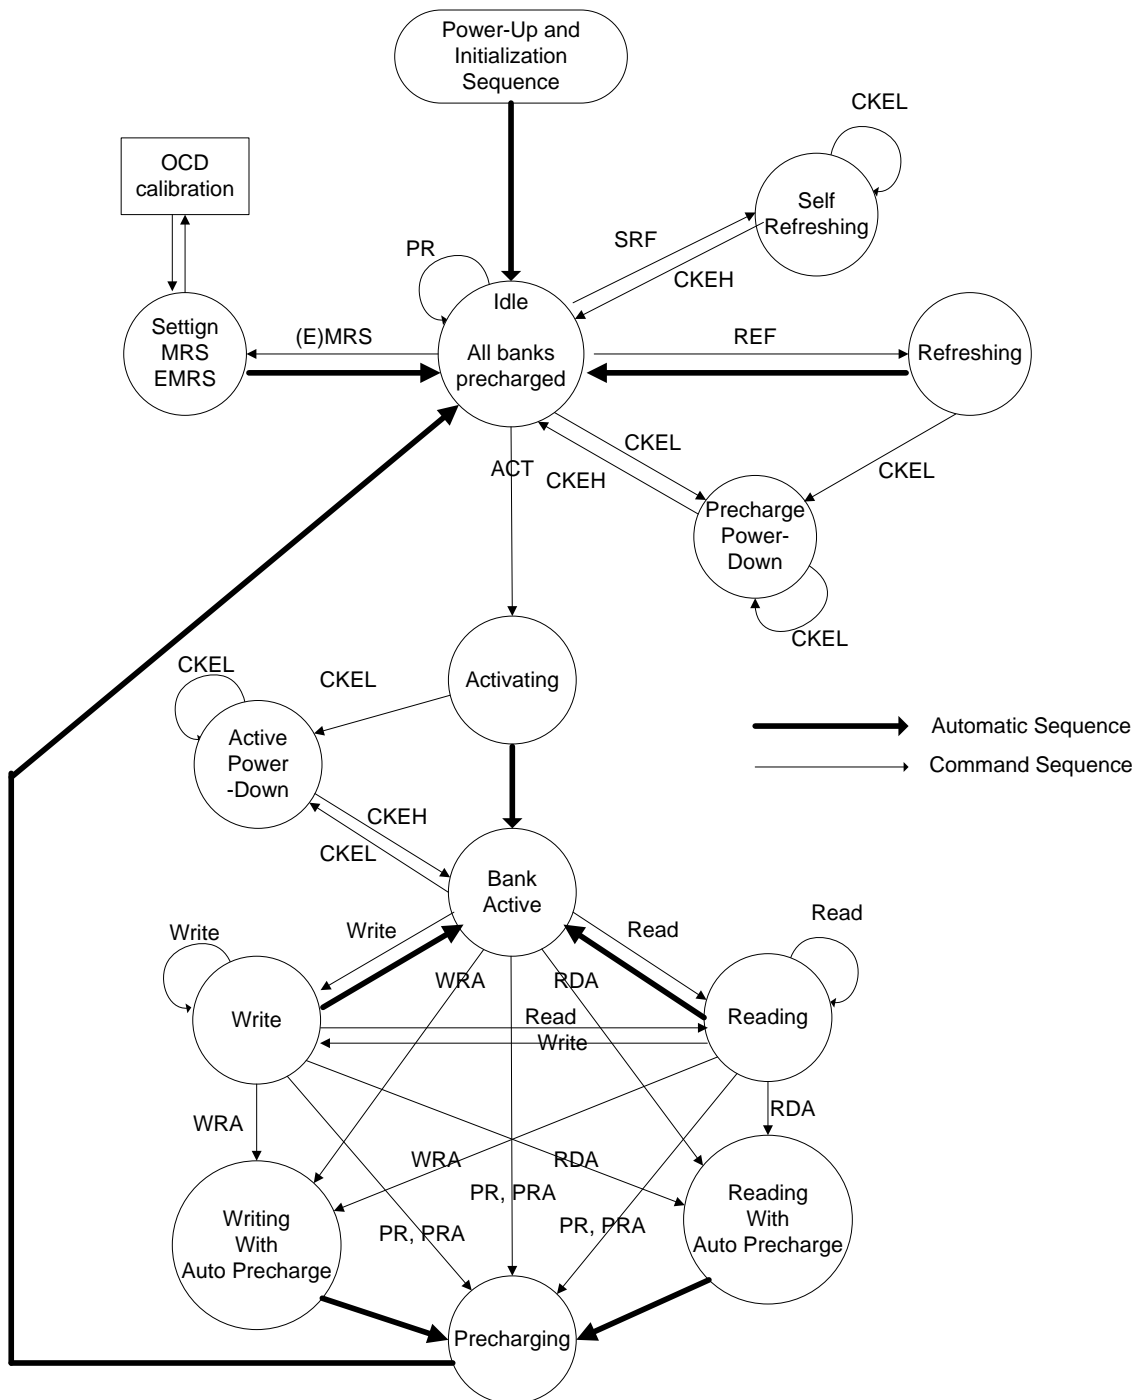 Power-Up and
Initialization
Sequence
CKEL
OCD
calibration
Self
Refreshing
SRF
PR
CKEH
Idle
All banks
precharged
Settign
MRS
EMRS
(E)MRS
REF
Refreshing
CKEL
ACT
CKEH
CKEL
Precharge
Power-
Down
CKEL
CKEL
CKEL
Activating
Active
Power
-Down
Automatic Sequence
Command Sequence
CKEH
CKEL
Bank
Active
Write
Write
Read
Read
WRA
RDA
Write
Read
Write
Reading
WRA
RDA
WRA
RDA
PR, PRA
PR, PRA
PR, PRA
Writing
With
Auto Precharge
Reading
With
Auto Precharge
Precharging